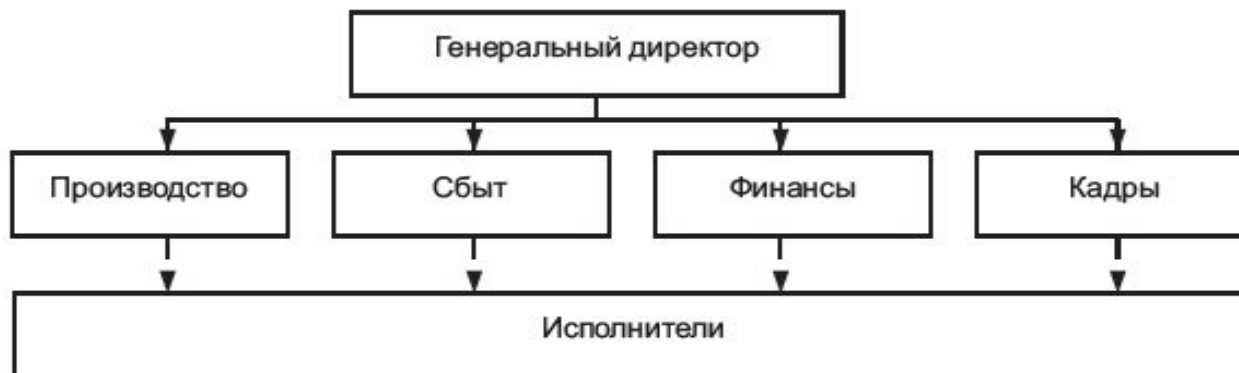 Генеральный директор
Производство
Сбыт
Финансы
Кадры
Исполнители